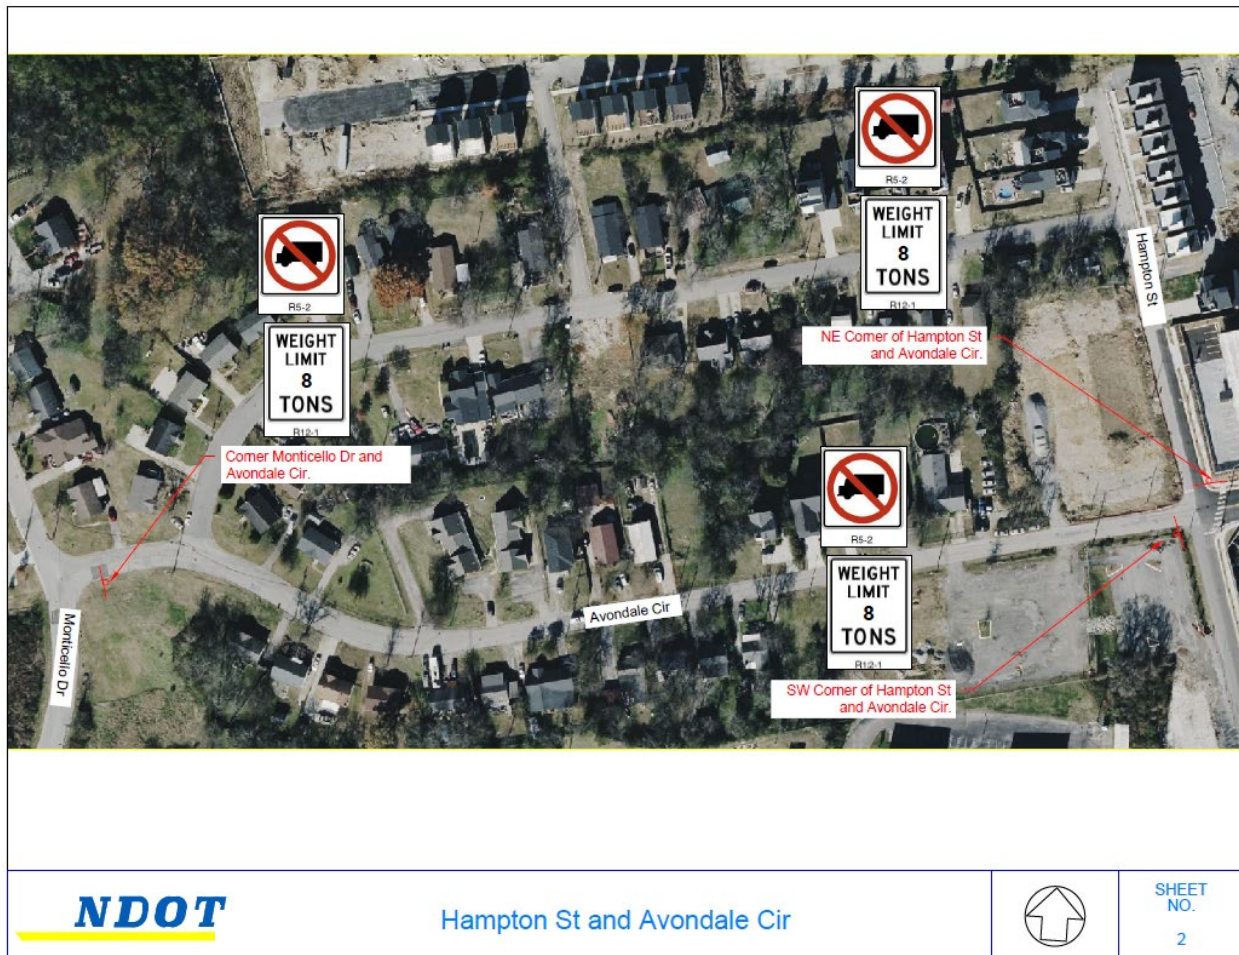 R5-2
WEIGHT
LIMIT
8
TONS
R12-1
NE Corner of Hampton St
and Avondale Cir.
Hampton St
R5-2
WEIGHT
LIMIT
8
TONS
R12-1
Corner Monticello Dr and
Avondale Cir.
R5-2
WEIGHT
LIMIT
8
TONS
R12-1
SW Corner of Hampton St
and Avondale Cir.
Avondale Cir
Monticello Dr
NDOT
Hampton St and Avondale Cir
SHEET
NO.
2